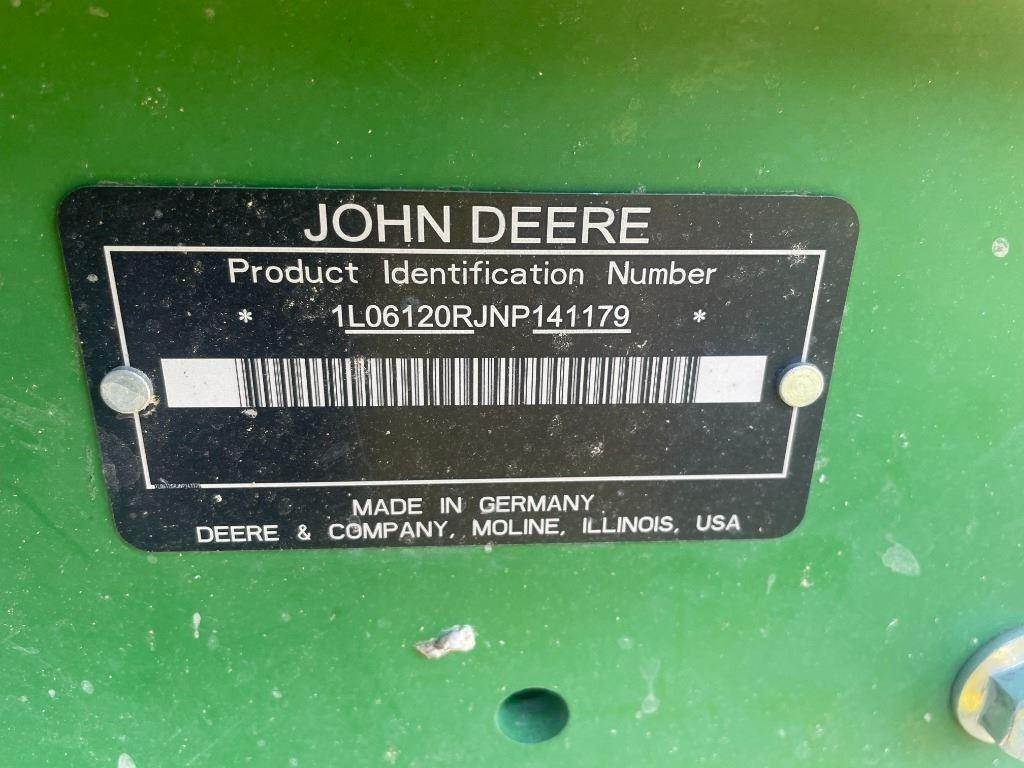 JOHN DEERE
Product Identification Number
* 1L06120RJNP141179 *
MADE IN GERMANY
DEERE & COMPANY, MOLINE, ILLINOIS, USA